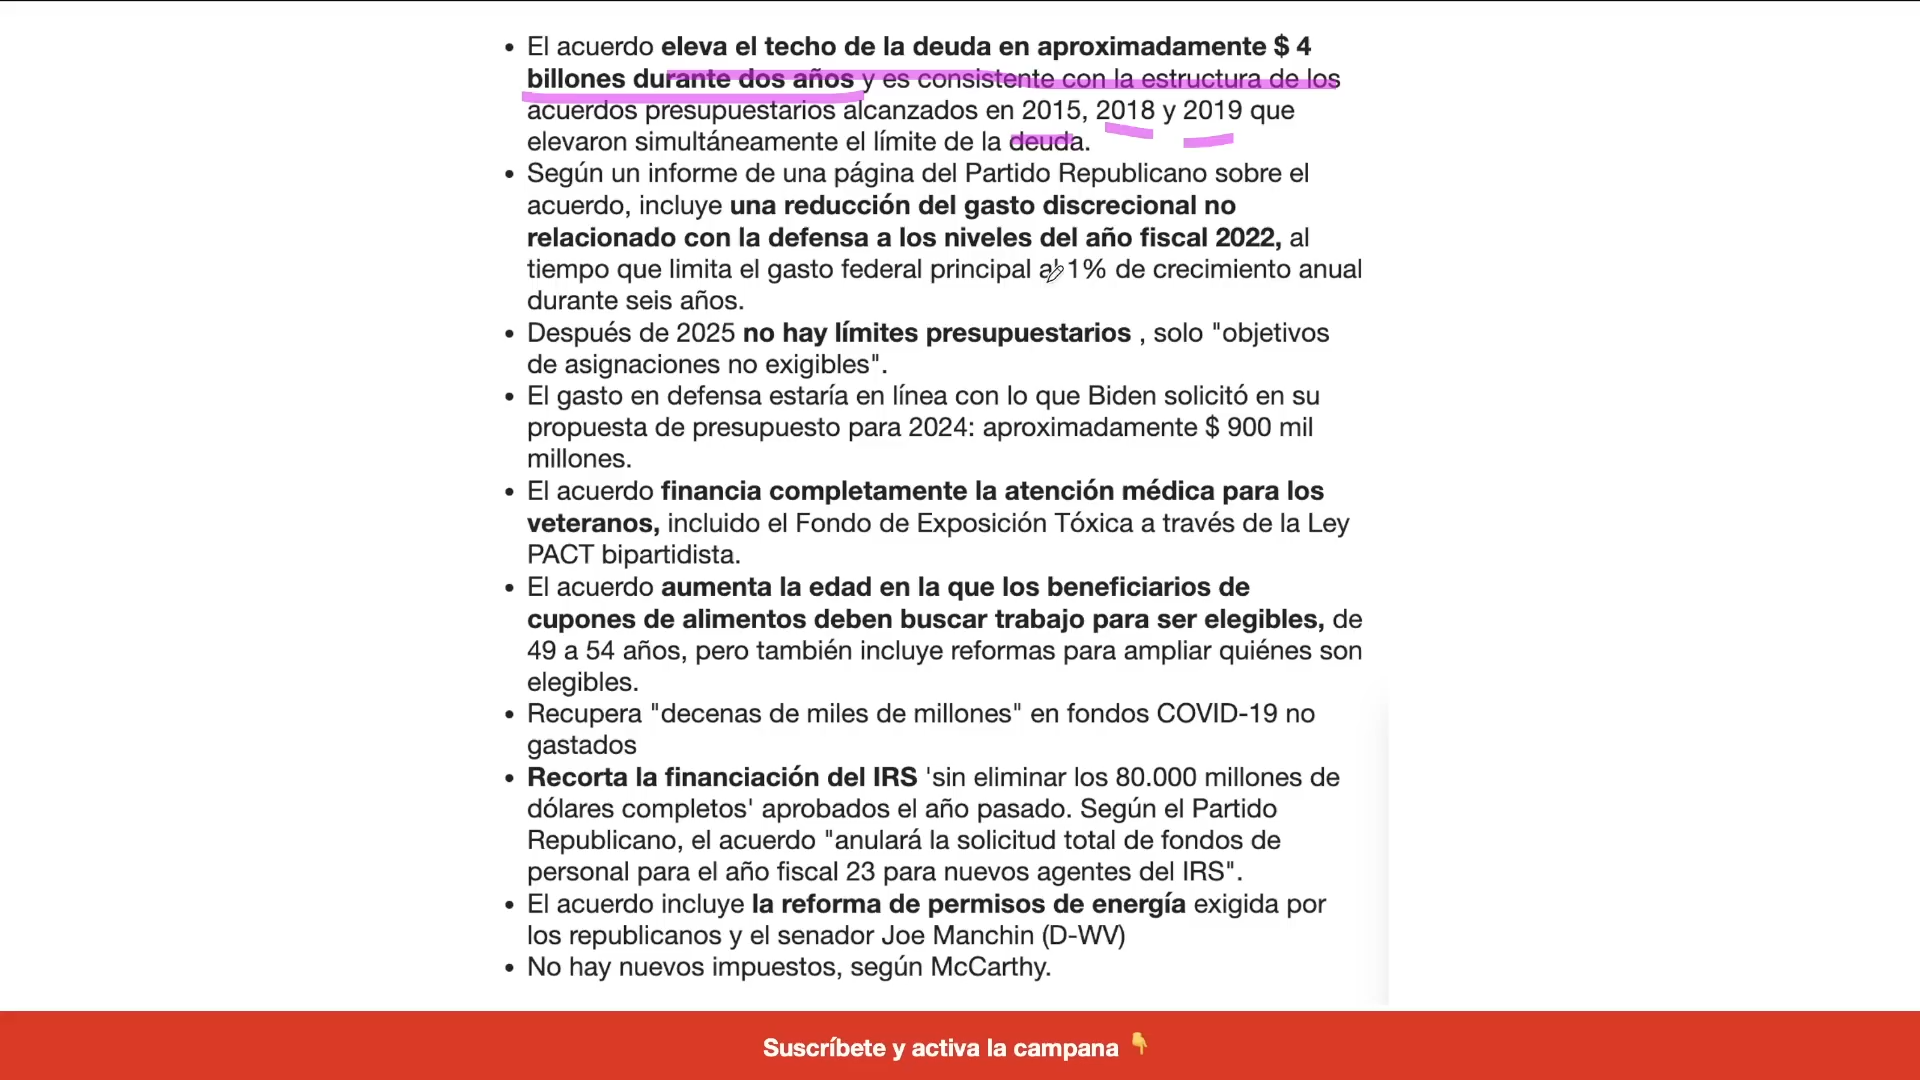 • El acuerdo eleva el techo de la deuda en aproximadamente $ 4
billones durante dos años y es consistente con la estructura de los
acuerdos presupuestarios alcanzados en 2015, 2018 y 2019 que
elevaron simultáneamente el límite de la deuda.
• Según un informe de una página del Partido Republicano sobre el
acuerdo, incluye una reducción del gasto discrecional no
relacionado con la defensa a los niveles del año fiscal 2022, al
tiempo que limita el gasto federal principal al 1% de crecimiento anual
durante seis años.
• Después de 2025 no hay límites presupuestarios , solo "objetivos
de asignaciones no exigibles".
• El gasto en defensa estaría en línea con lo que Biden solicitó en su
propuesta de presupuesto para 2024: aproximadamente $ 900 mil
millones.
• El acuerdo financia completamente la atención médica para los
veteranos, incluido el Fondo de Exposición Tóxica a través de la Ley
PACT bipartidista.
• El acuerdo aumenta la edad en la que los beneficiarios de
cupones de alimentos deben buscar trabajo para ser elegibles, de
49 a 54 años, pero también incluye reformas para ampliar quiénes son
elegibles.
• Recupera "decenas de miles de millones" en fondos COVID-19 no
gastados
• Recorta la financiación del IRS 'sin eliminar los 80.000 millones de
dólares completos' aprobados el año pasado. Según el Partido
Republicano, el acuerdo "anulará la solicitud total de fondos de
personal para el año fiscal 23 para nuevos agentes del IRS".
• El acuerdo incluye la reforma de permisos de energía exigida por
los republicanos y el senador Joe Manchin (D-WV)
• No hay nuevos impuestos, según McCarthy.
Suscríbete y activa la campana 👇